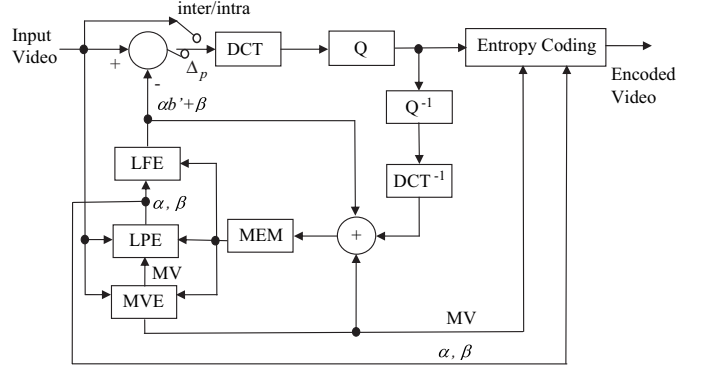 inter/intra
Input
Video
+
-
Δp
DCT
Q
Entropy Coding
Encoded
Video
αb'+β
Q-1
LFE
DCT-1
α, β
LPE
MEM
+
MV
MVE
MV
α, β